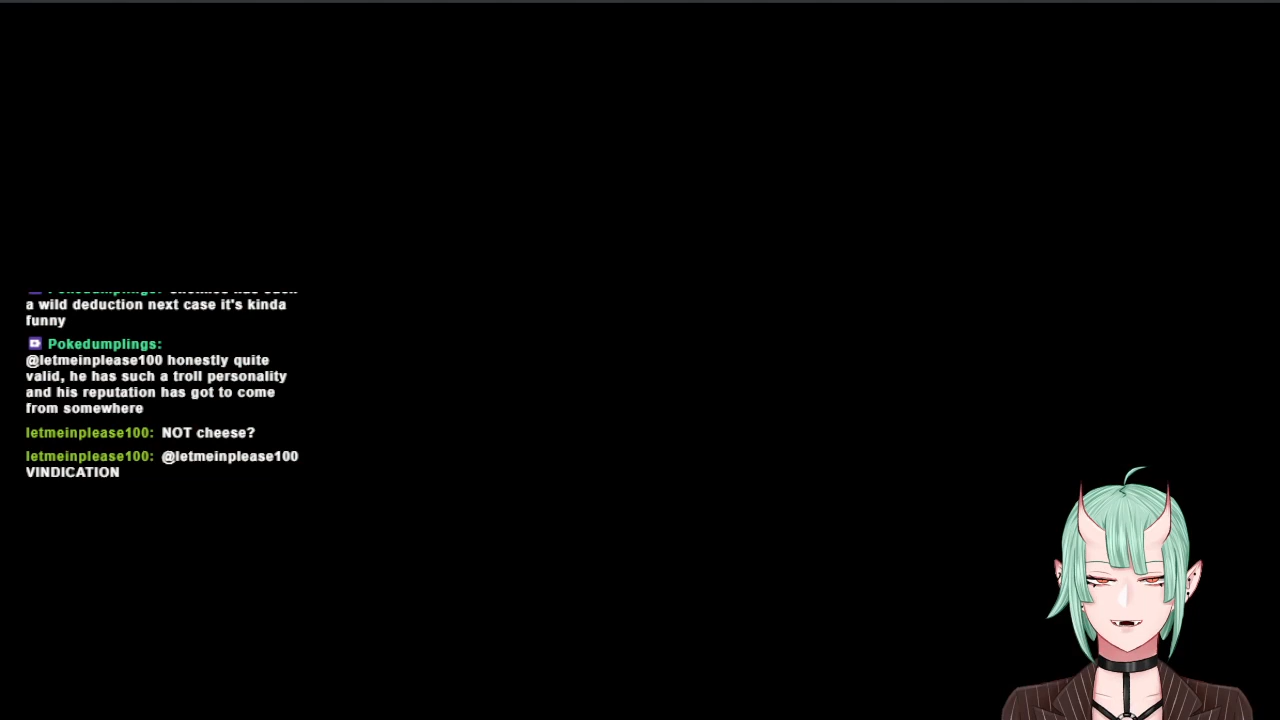 Pokedumplings:
a wild deduction next case it's kinda
funny
Pokedumplings:
@letmeinplease100 honestly quite
valid, he has such a troll personality
and his reputation has got to come
from somewhere
letmeinplease100: NOT cheese?
letmeinplease100: @letmeinplease100
VINDICATION